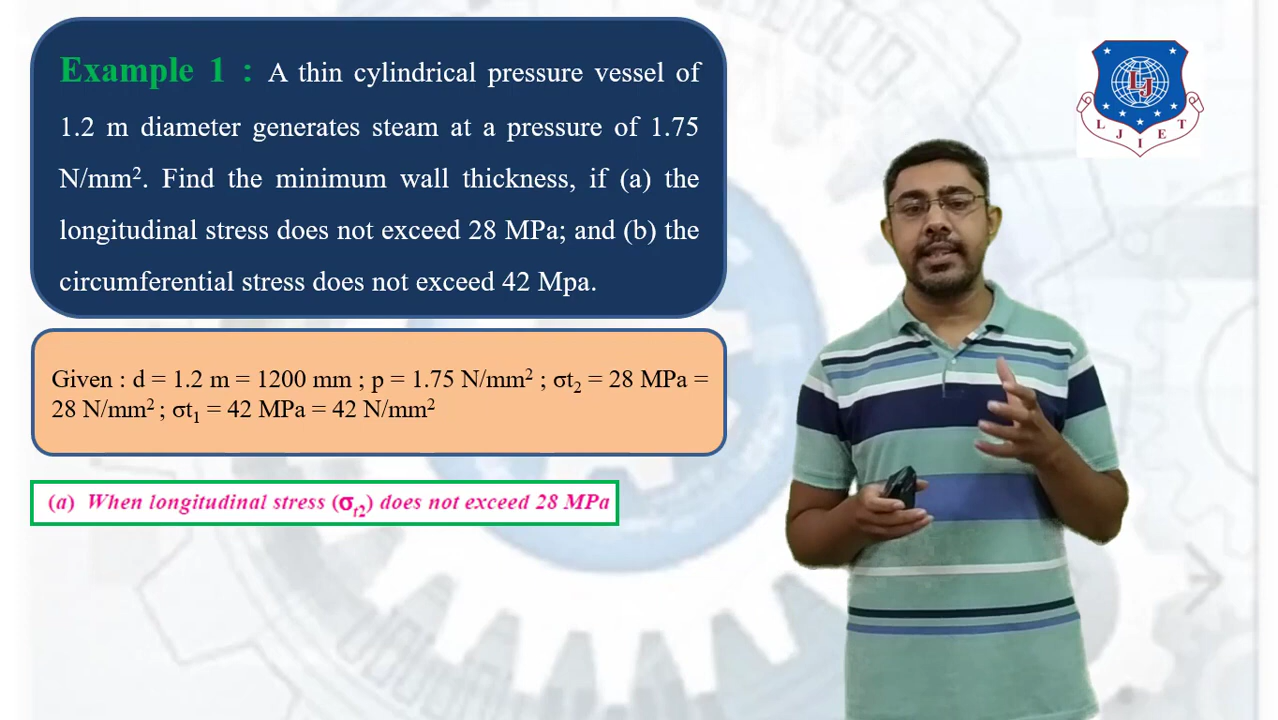 Example 1 : A thin cylindrical pressure vessel of
1.2 m diameter generates steam at a pressure of 1.75
N/mm². Find the minimum wall thickness, if (a) the
longitudinal stress does not exceed 28 MPa; and (b) the
circumferential stress does not exceed 42 Mpa.
Given : d = 1.2 m = 1200 mm ; p = 1.75 N/mm² ; σt₂ = 28 MPa =
28 N/mm² ; σt₁ = 42 MPa = 42 N/mm²
(a) When longitudinal stress (σₜ₂) does not exceed 28 MPa
LJ
L J I E T